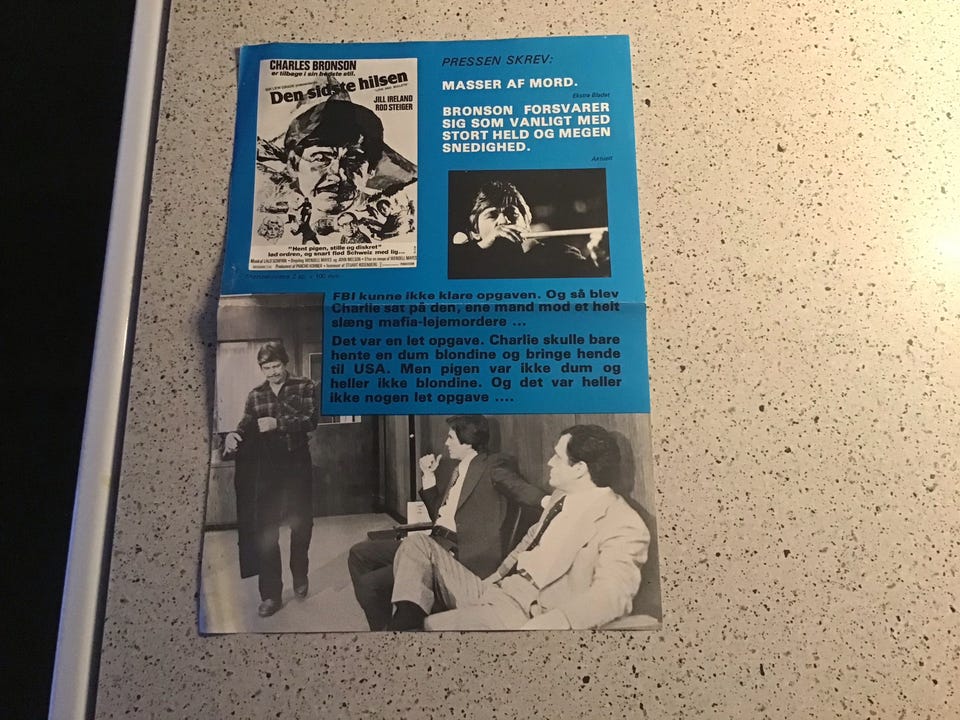 CHARLES BRONSON
er tilbage i sin bedste stil.
Den sidste hilsen
JILL IRELAND
ROD STEIGER
"Hent pigen, stille og diskret"
lød ordren, og snart flød Schweiz med lig...
PRESSEN SKREV:
MASSER AF MORD.
Ekstra Bladet
BRONSON FORSVARER
SIG SOM VANLIGT MED
STORT HELD OG MEGEN
SNEDIGHED.
Aktuelt
FBI kunne ikke klare opgaven. Og så blev
Charlie sat på den, ene mand mod et helt
slæng mafia-lejemordere ...
Det var en let opgave. Charlie skulle bare
hente en dum blondine og bringe hende
til USA. Men pigen var ikke dum og
heller ikke blondine. Og det var heller
ikke nogen let opgave ....